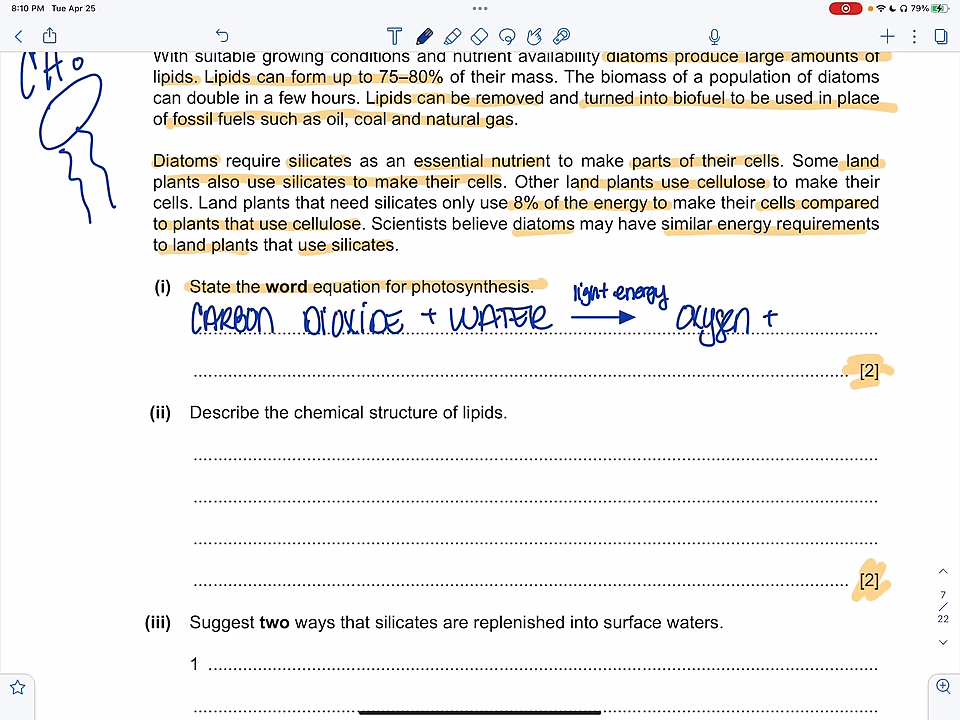 8:10 PM Tue Apr 25
79%
CHO
With suitable growing conditions and nutrient availability diatoms produce large amounts of
lipids. Lipids can form up to 75–80% of their mass. The biomass of a population of diatoms
can double in a few hours. Lipids can be removed and turned into biofuel to be used in place
of fossil fuels such as oil, coal and natural gas.
Diatoms require silicates as an essential nutrient to make parts of their cells. Some land
plants also use silicates to make their cells. Other land plants use cellulose to make their
cells. Land plants that need silicates only use 8% of the energy to make their cells compared
to plants that use cellulose. Scientists believe diatoms may have similar energy requirements
to land plants that use silicates.
(i) State the word equation for photosynthesis.
light energy
CARBON DIOXIDE + WATER → oxygen +
[2]
(ii) Describe the chemical structure of lipids.
[2]
(iii) Suggest two ways that silicates are replenished into surface waters.
1
7
/
22